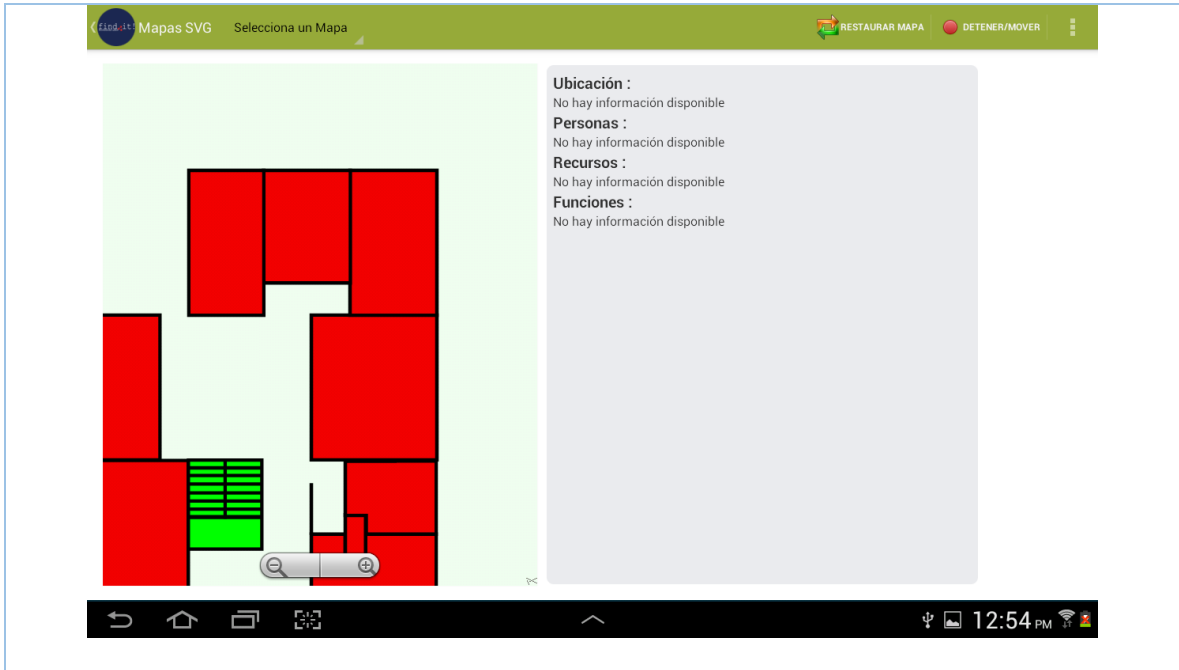 find it!
Mapas SVG
Selecciona un Mapa
RESTAURAR MAPA
DETENER/MOVER
Ubicación :
No hay información disponible
Personas :
No hay información disponible
Recursos :
No hay información disponible
Funciones :
No hay información disponible
12:54 PM